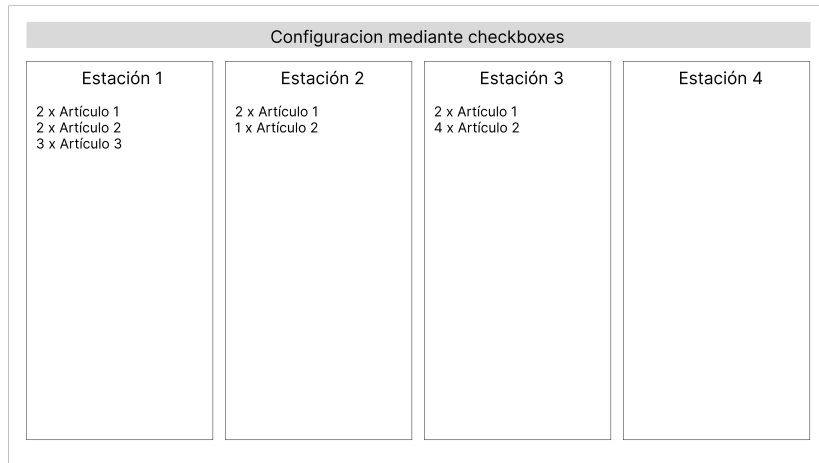 Configuracion mediante checkboxes
Estación 1
2 x Artículo 1
2 x Artículo 2
3 x Artículo 3
Estación 2
2 x Artículo 1
1 x Artículo 2
Estación 3
2 x Artículo 1
4 x Artículo 2
Estación 4